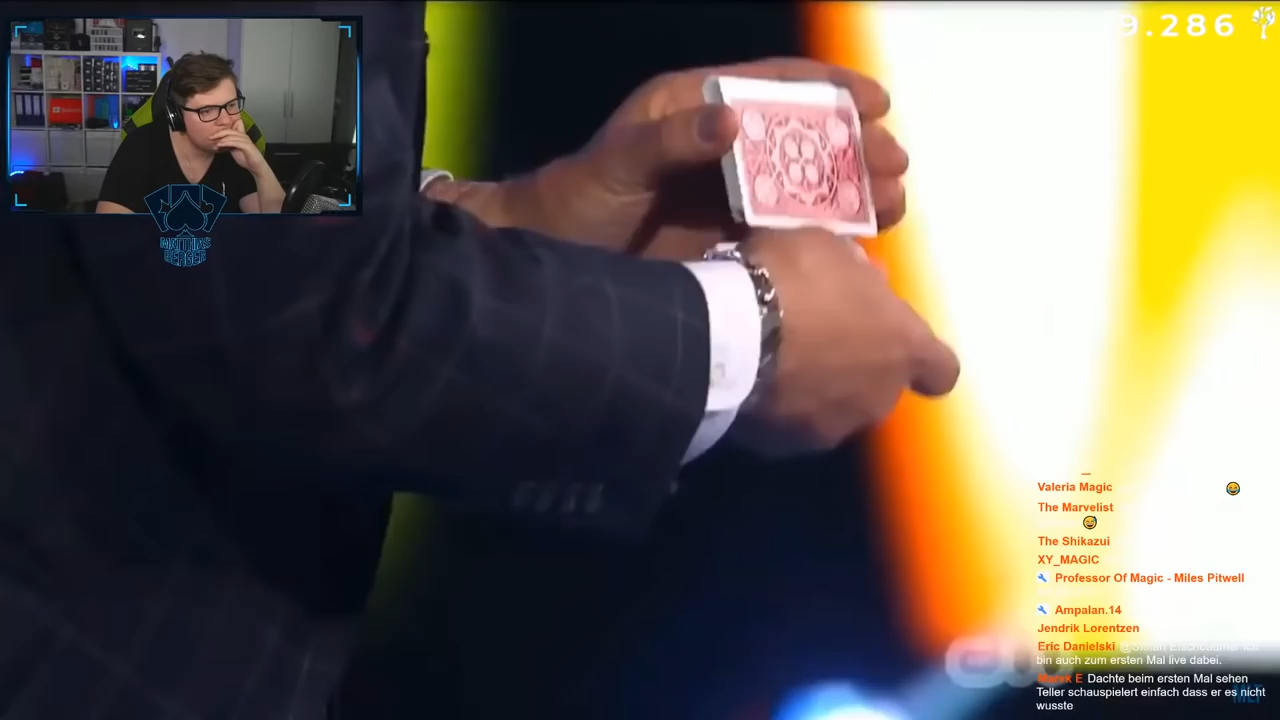 9.286
MATTHIAS
BERGER
Valeria Magic
The Marvelist
The Shikazui
XY_MAGIC
Professor Of Magic - Miles Pitwell
Ampalan.14
Jendrik Lorentzen
Eric Danielski
bin auch zum ersten Mal live dabei.
Marex E Dachte beim ersten Mal sehen
Teller schauspielert einfach dass er es nicht
wusste